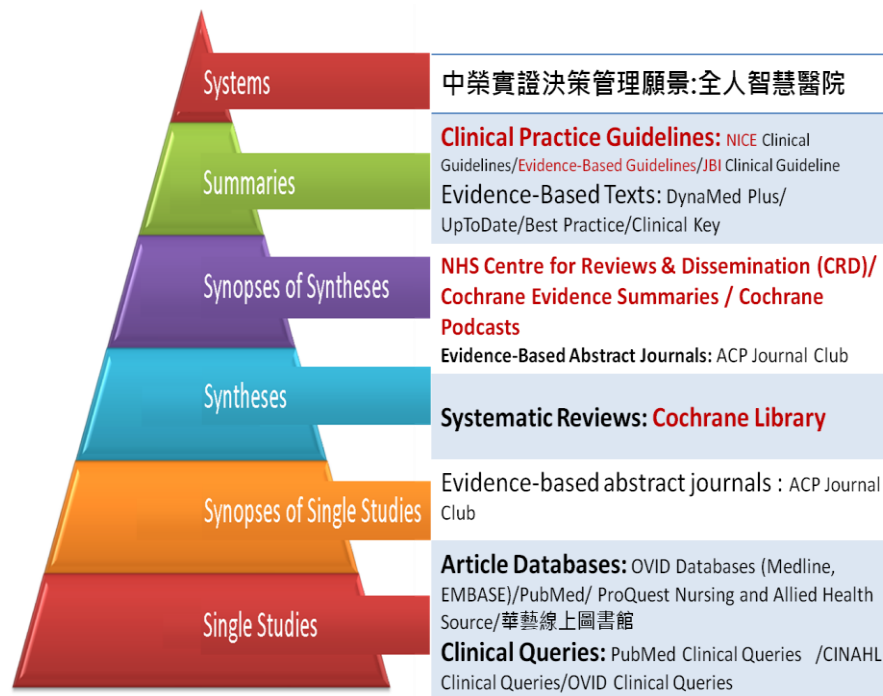 Systems
中榮實證決策管理願景:全人智慧醫院
Summaries
Clinical Practice Guidelines: NICE Clinical
Guidelines/Evidence-Based Guidelines/JBI Clinical Guideline
Evidence-Based Texts: DynaMed Plus/
UpToDate/Best Practice/Clinical Key
Synopses of Syntheses
NHS Centre for Reviews & Dissemination (CRD)/
Cochrane Evidence Summaries / Cochrane
Podcasts
Evidence-Based Abstract Journals: ACP Journal Club
Syntheses
Systematic Reviews: Cochrane Library
Synopses of Single Studies
Evidence-based abstract journals : ACP Journal
Club
Single Studies
Article Databases: OVID Databases (Medline,
EMBASE)/PubMed/ ProQuest Nursing and Allied Health
Source/華藝線上圖書館
Clinical Queries: PubMed Clinical Queries /CINAHL
Clinical Queries/OVID Clinical Queries